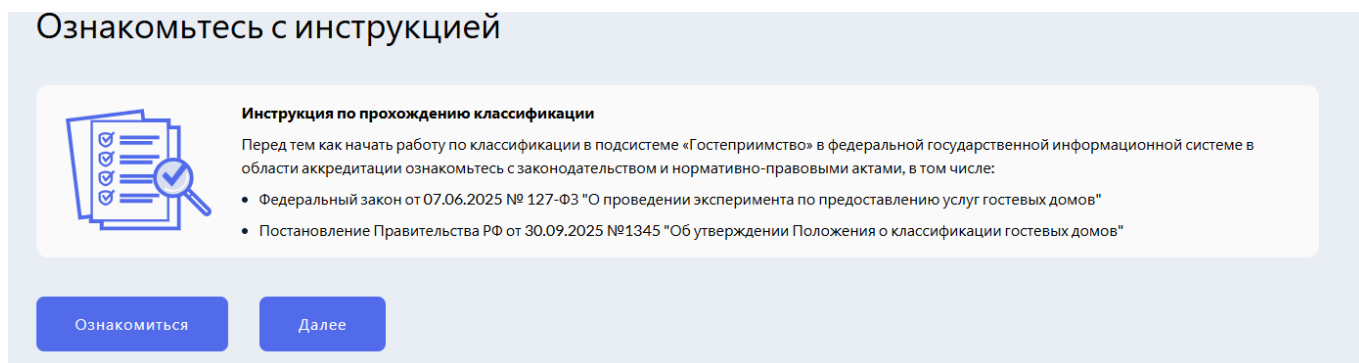 Ознакомьтесь с инструкцией
Инструкция по прохождению классификации
Перед тем как начать работу по классификации в подсистеме «Гостеприимство» в федеральной государственной информационной системе в
области аккредитации ознакомьтесь с законодательством и нормативно-правовыми актами, в том числе:
• Федеральный закон от 07.06.2025 № 127-ФЗ "О проведении эксперимента по предоставлению услуг гостевых домов"
• Постановление Правительства РФ от 30.09.2025 №1345 "Об утверждении Положения о классификации гостевых домов"
Ознакомиться
Далее